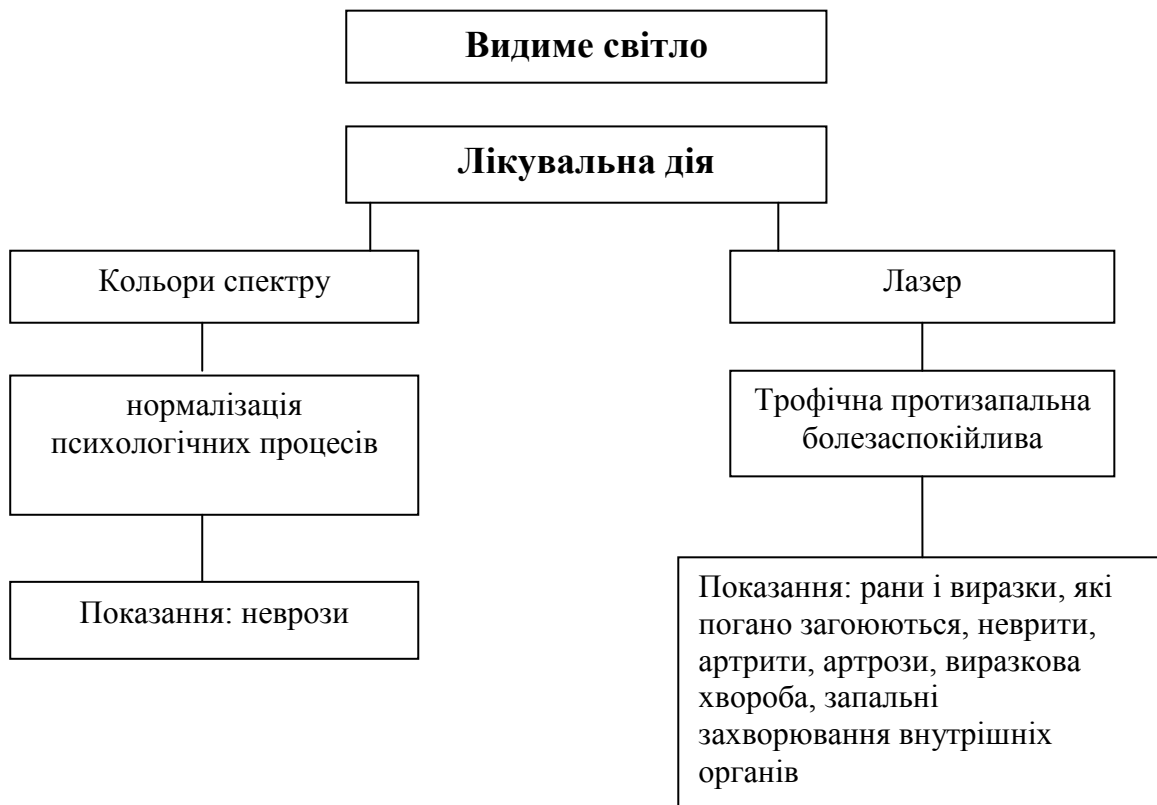 Видиме світло
Лікувальна дія
Кольори спектру
нормалізація
психологічних процесів
Показання: неврози
Лазер
Трофічна протизапальна
болезаспокійлива
Показання: рани і виразки, які
погано загоюються, неврити,
артрити, артрози, виразкова
хвороба, запальні
захворювання внутрішніх
органів